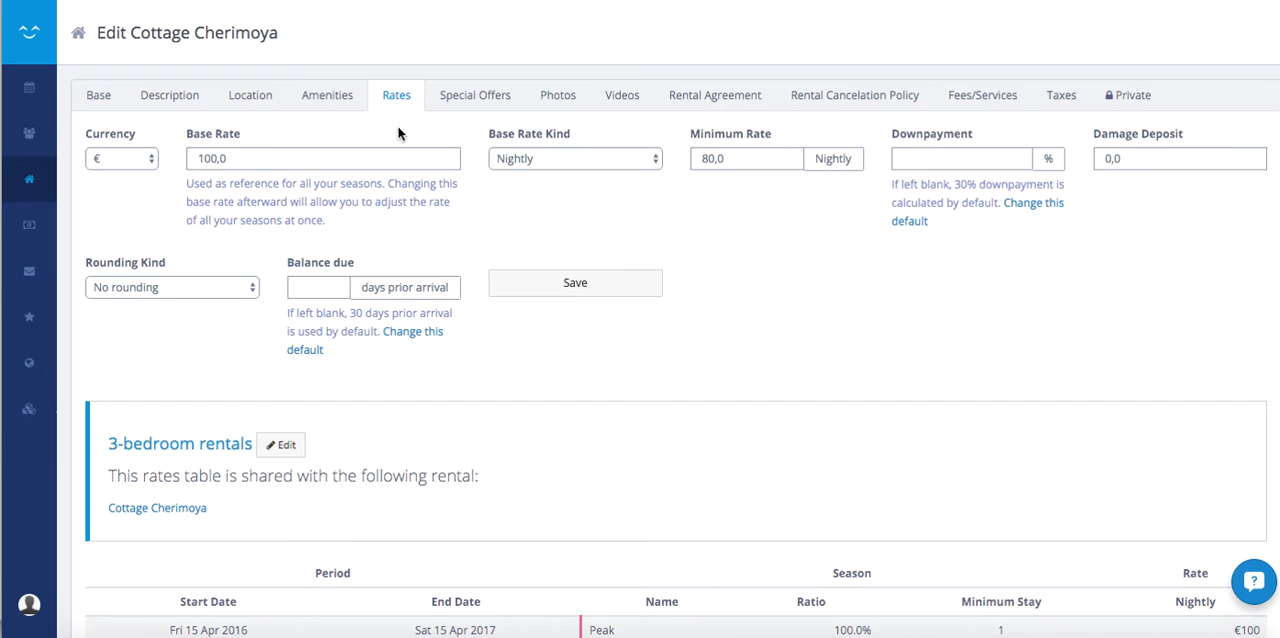 Edit Cottage Cherimoya
Base Description Location Amenities Rates Special Offers Photos Videos Rental Agreement Rental Cancelation Policy Fees/Services Taxes Private
Currency Base Rate Base Rate Kind Minimum Rate Downpayment Damage Deposit
€ 100,0 Nightly 80,0 Nightly % 0,0
Used as reference for all your seasons. Changing this
base rate afterward will allow you to adjust the rate
of all your seasons at once.
If left blank, 30% downpayment is
calculated by default. Change this
default
Rounding Kind Balance due
No rounding days prior arrival Save
If left blank, 30 days prior arrival
is used by default. Change this
default
3-bedroom rentals Edit
This rates table is shared with the following rental:
Cottage Cherimoya
Period Season Rate
Start Date End Date Name Ratio Minimum Stay Nightly
Fri 15 Apr 2016 Sat 15 Apr 2017 Peak 100.0% 1 €100